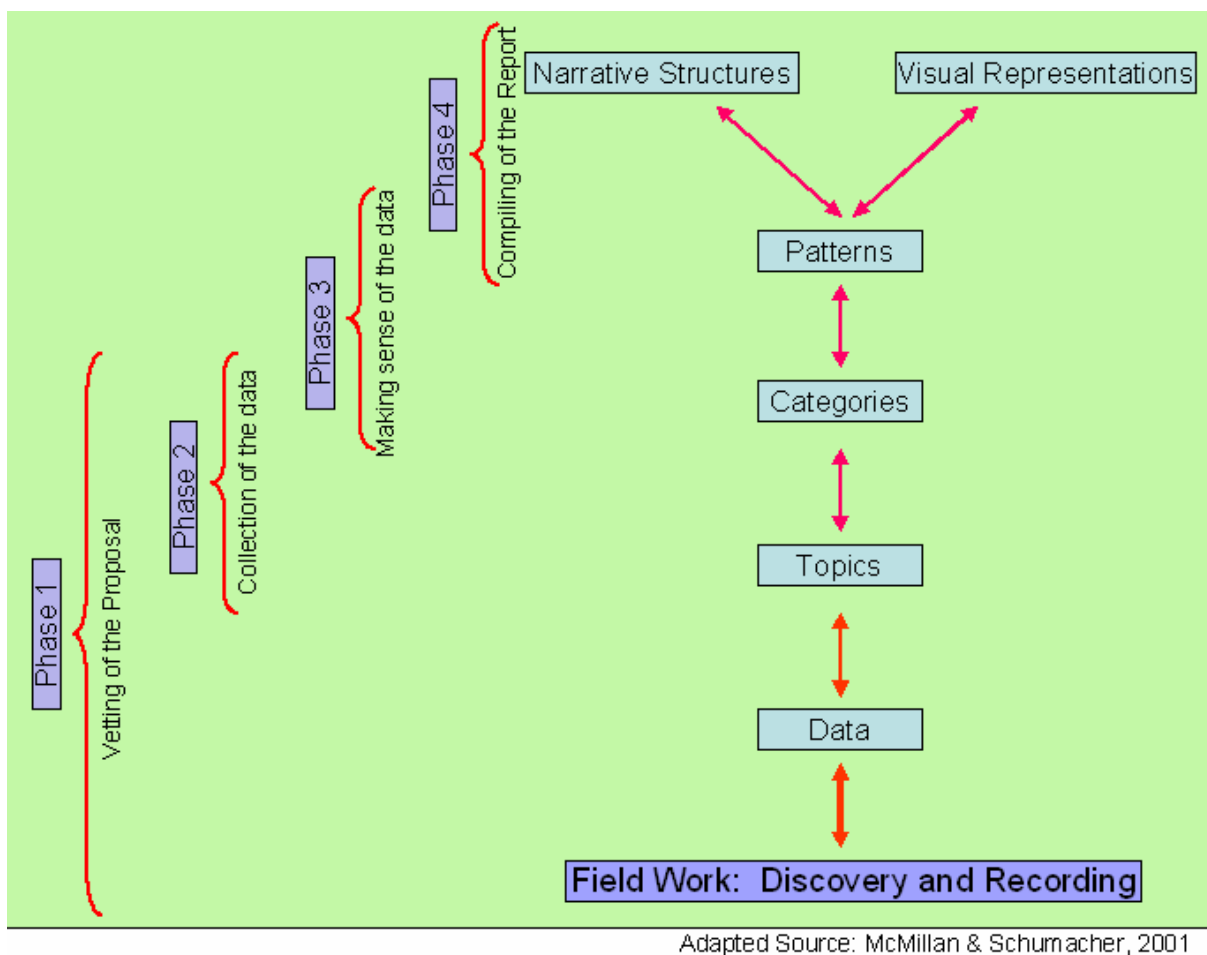 Phase 1
Vetting of the Proposal
Phase 2
Collection of the data
Phase 3
Making sense of the data
Phase 4
Compiling of the Report
Narrative Structures
Visual Representations
Patterns
Categories
Topics
Data
Field Work: Discovery and Recording
Adapted Source: McMillan & Schumacher, 2001